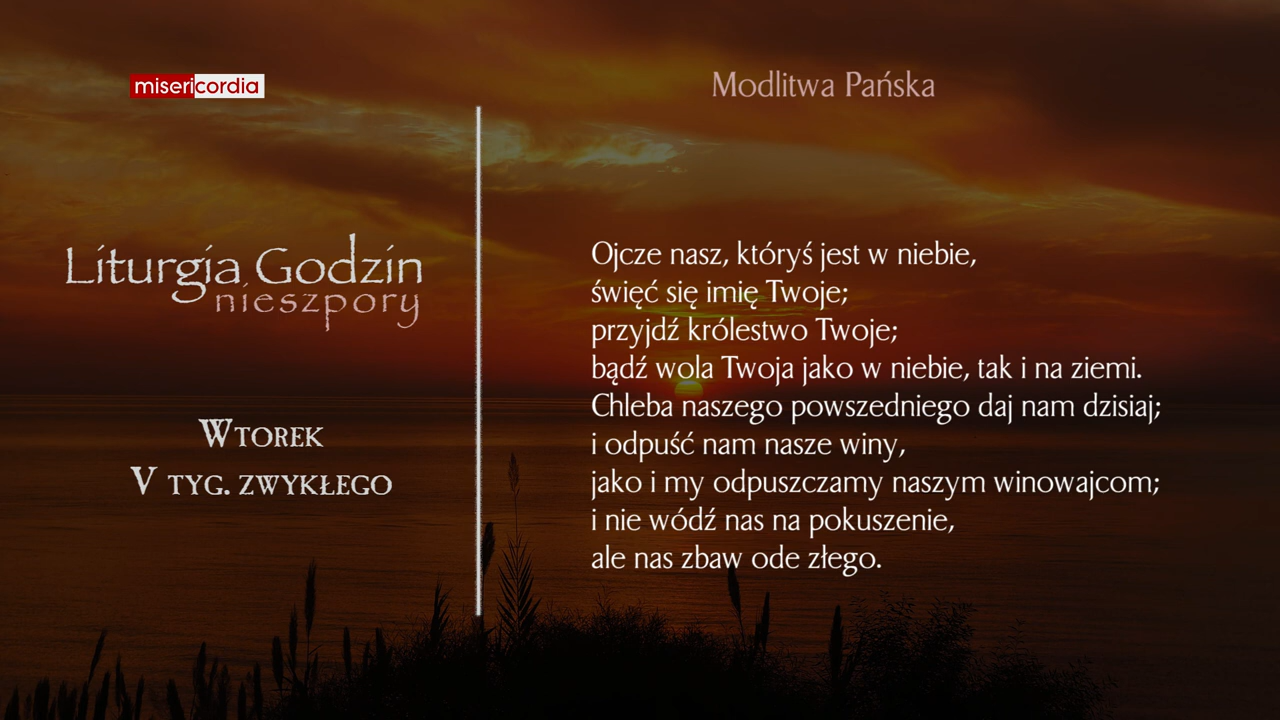 misericordia
Modlitwa Pańska
Liturgia Godzin
nieszpory
Wtorek
V tyg. zwykłego
Ojcze nasz, któryś jest w niebie,
święć się imię Twoje;
przyjdź królestwo Twoje;
bądź wola Twoja jako w niebie, tak i na ziemi.
Chleba naszego powszedniego daj nam dzisiaj;
i odpuść nam nasze winy,
jako i my odpuszczamy naszym winowajcom;
i nie wódź nas na pokuszenie,
ale nas zbaw ode złego.